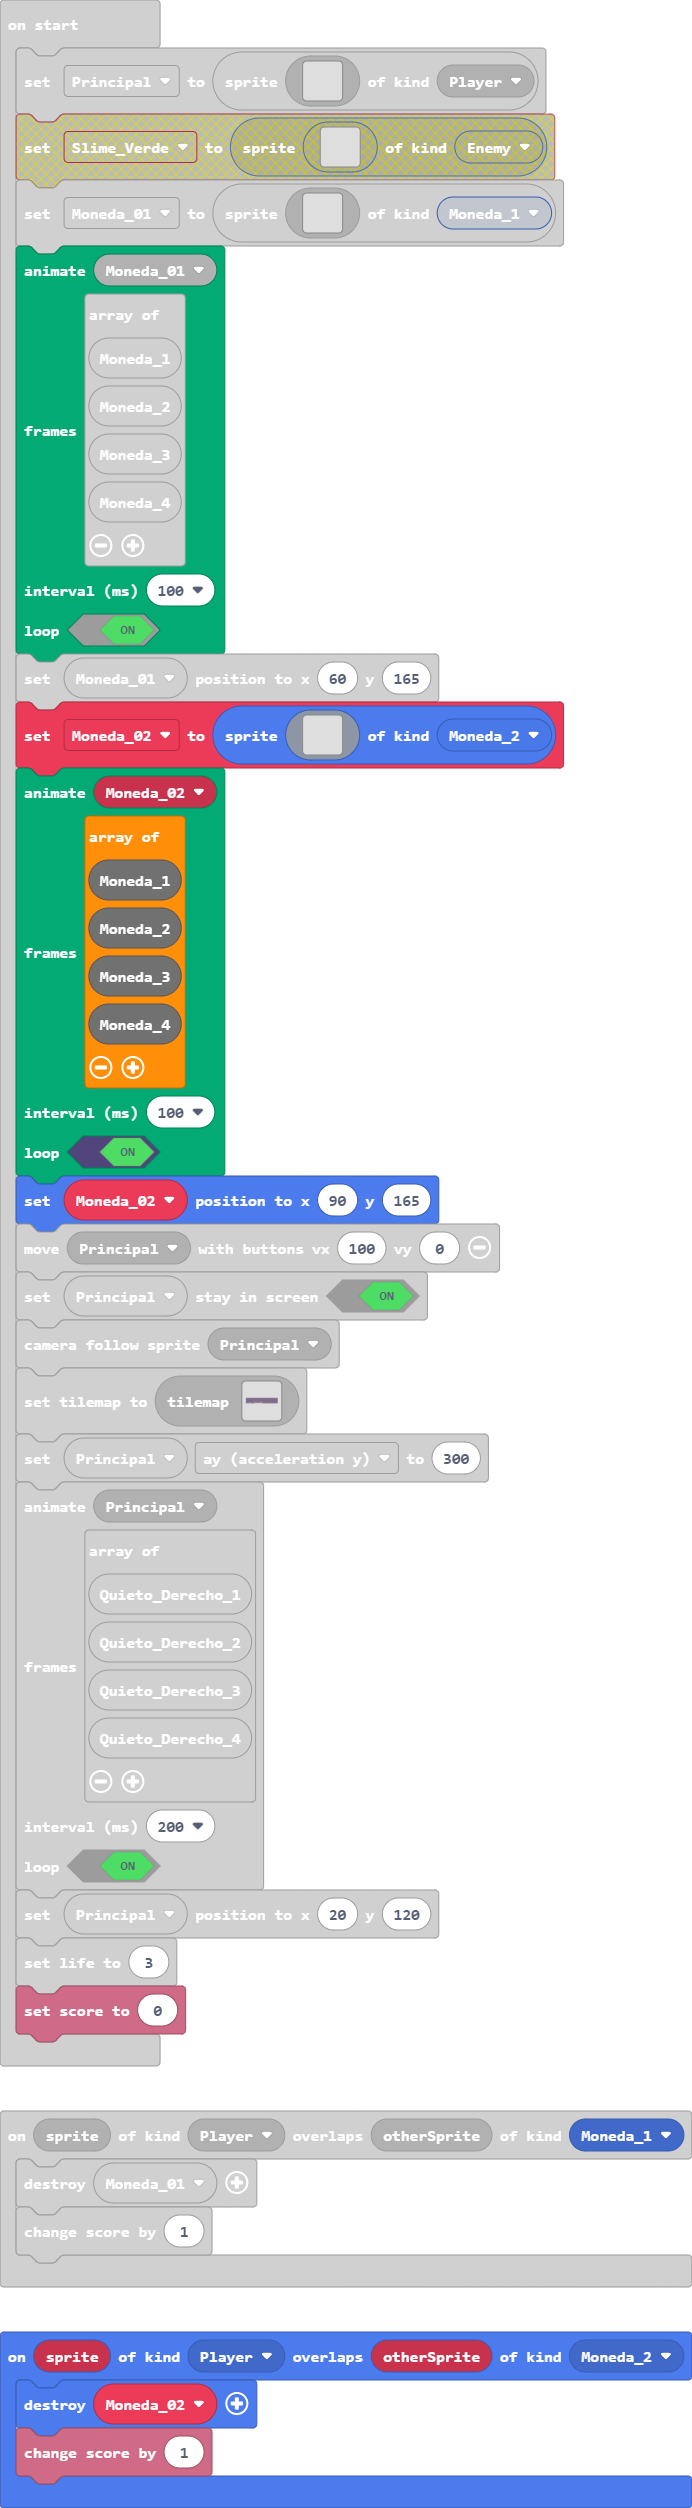 on start
set Principal to sprite of kind Player
set Slime_Verde to sprite of kind Enemy
set Moneda_01 to sprite of kind Moneda_1
animate Moneda_01
array of
Moneda_1
Moneda_2
frames
Moneda_3
Moneda_4
interval (ms) 100
loop ON
set Moneda_01 position to x 60 y 165
set Moneda_02 to sprite of kind Moneda_2
animate Moneda_02
array of
Moneda_1
Moneda_2
frames
Moneda_3
Moneda_4
interval (ms) 100
loop ON
set Moneda_02 position to x 90 y 165
move Principal with buttons vx 100 vy 0
set Principal stay in screen ON
camera follow sprite Principal
set tilemap to tilemap
set Principal ay (acceleration y) to 300
animate Principal
array of
Quieto_Derecho_1
Quieto_Derecho_2
frames
Quieto_Derecho_3
Quieto_Derecho_4
interval (ms) 200
loop ON
set Principal position to x 20 y 120
set life to 3
set score to 0
on sprite of kind Player overlaps otherSprite of kind Moneda_1
destroy Moneda_01
change score by 1
on sprite of kind Player overlaps otherSprite of kind Moneda_2
destroy Moneda_02
change score by 1